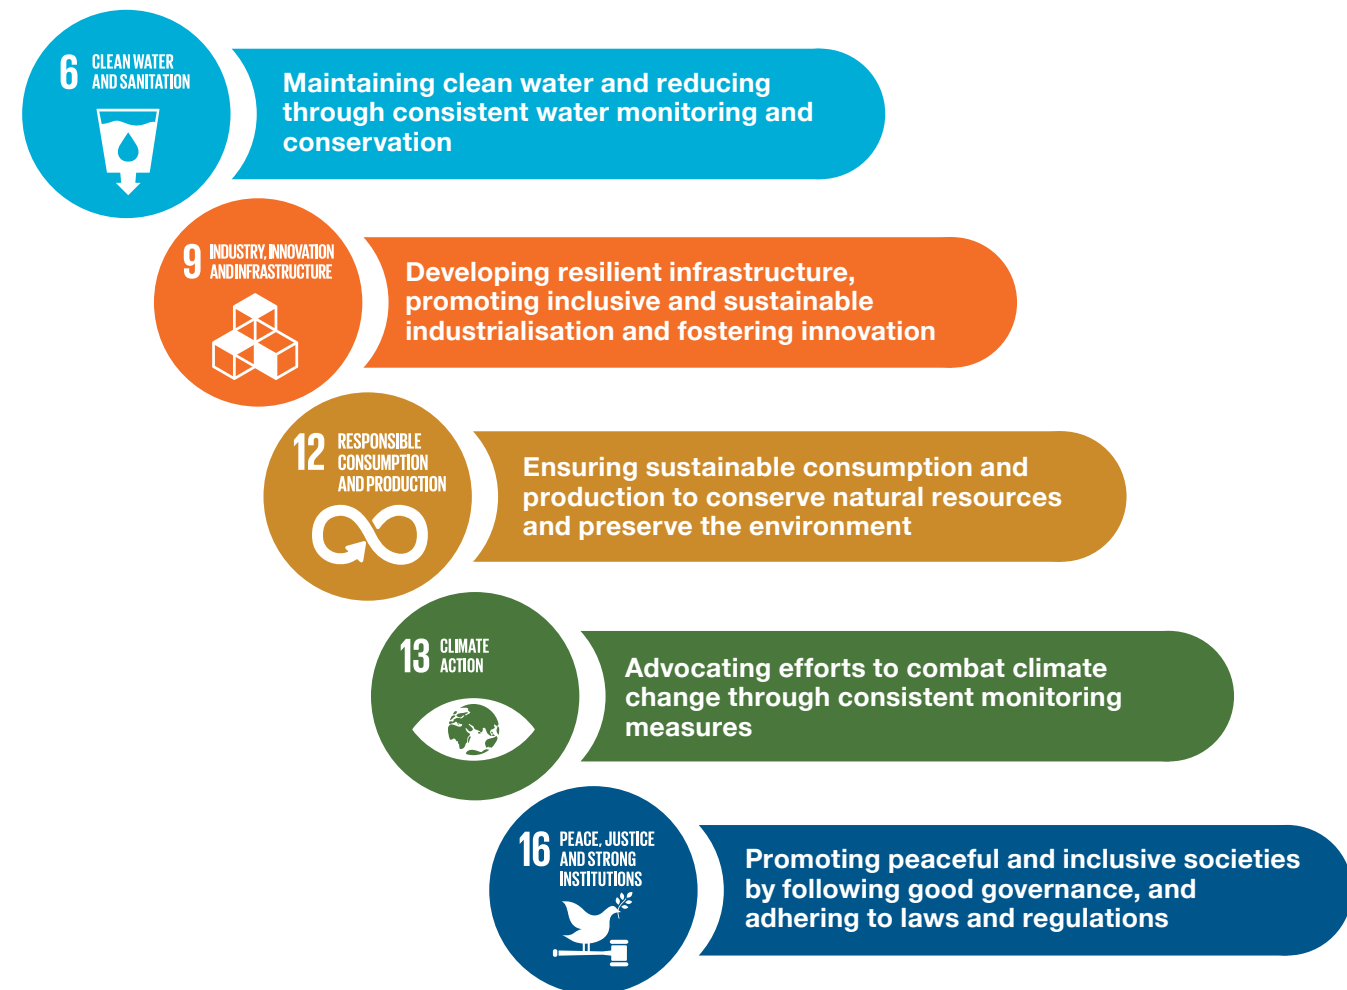 6 CLEAN WATER
AND SANITATION
Maintaining clean water and reducing
through consistent water monitoring and
conservation
9 INDUSTRY, INNOVATION
AND INFRASTRUCTURE
Developing resilient infrastructure,
promoting inclusive and sustainable
industrialisation and fostering innovation
12 RESPONSIBLE
CONSUMPTION
AND PRODUCTION
Ensuring sustainable consumption and
production to conserve natural resources
and preserve the environment
13 CLIMATE
ACTION
Advocating efforts to combat climate
change through consistent monitoring
measures
16 PEACE, JUSTICE
AND STRONG
INSTITUTIONS
Promoting peaceful and inclusive societies
by following good governance, and
adhering to laws and regulations